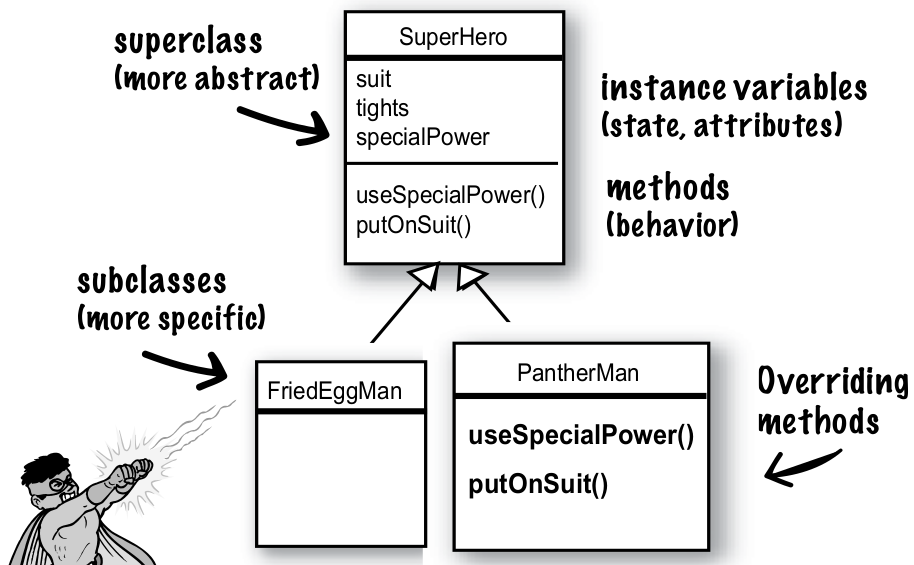 superclass
(more abstract)
SuperHero
suit
tights
specialPower
useSpecialPower()
putOnSuit()
instance variables
(state, attributes)
methods
(behavior)
subclasses
(more specific)
FriedEggMan
PantherMan
useSpecialPower()
putOnSuit()
Overriding
methods